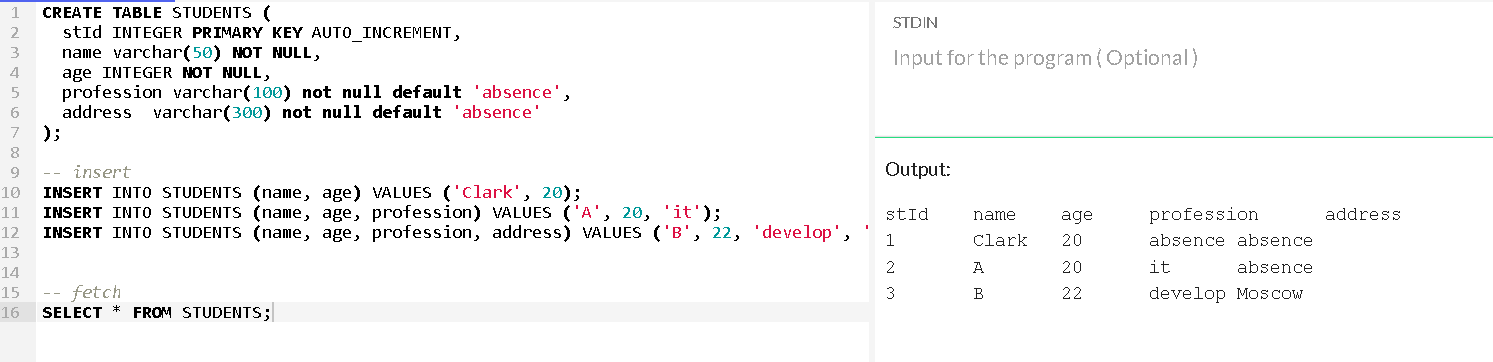 1 CREATE TABLE STUDENTS (
2 stId INTEGER PRIMARY KEY AUTO_INCREMENT,
3 name varchar(50) NOT NULL,
4 age INTEGER NOT NULL,
5 profession varchar(100) not null default 'absence',
6 address  varchar(300) not null default 'absence'
7 );
8
9 -- insert
10 INSERT INTO STUDENTS (name, age) VALUES ('Clark', 20);
11 INSERT INTO STUDENTS (name, age, profession) VALUES ('A', 20, 'it');
12 INSERT INTO STUDENTS (name, age, profession, address) VALUES ('B', 22, 'develop', '
13
14
15 -- fetch
16 SELECT * FROM STUDENTS;
STDIN
Input for the program ( Optional )
Output:
stId name age profession address
1 Clark 20 absence absence
2 A 20 it absence
3 B 22 develop Moscow